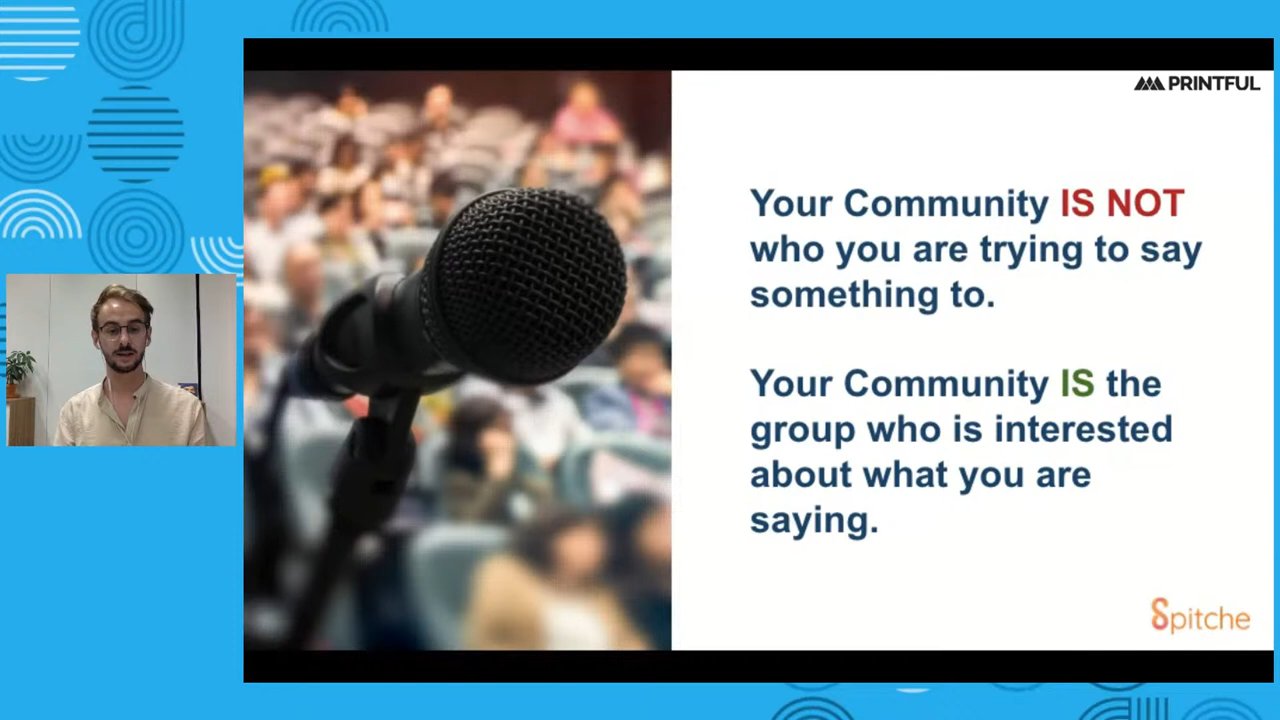 PRINTFUL
Your Community IS NOT
who you are trying to say
something to.
Your Community IS the
group who is interested
about what you are
saying.
Spitche